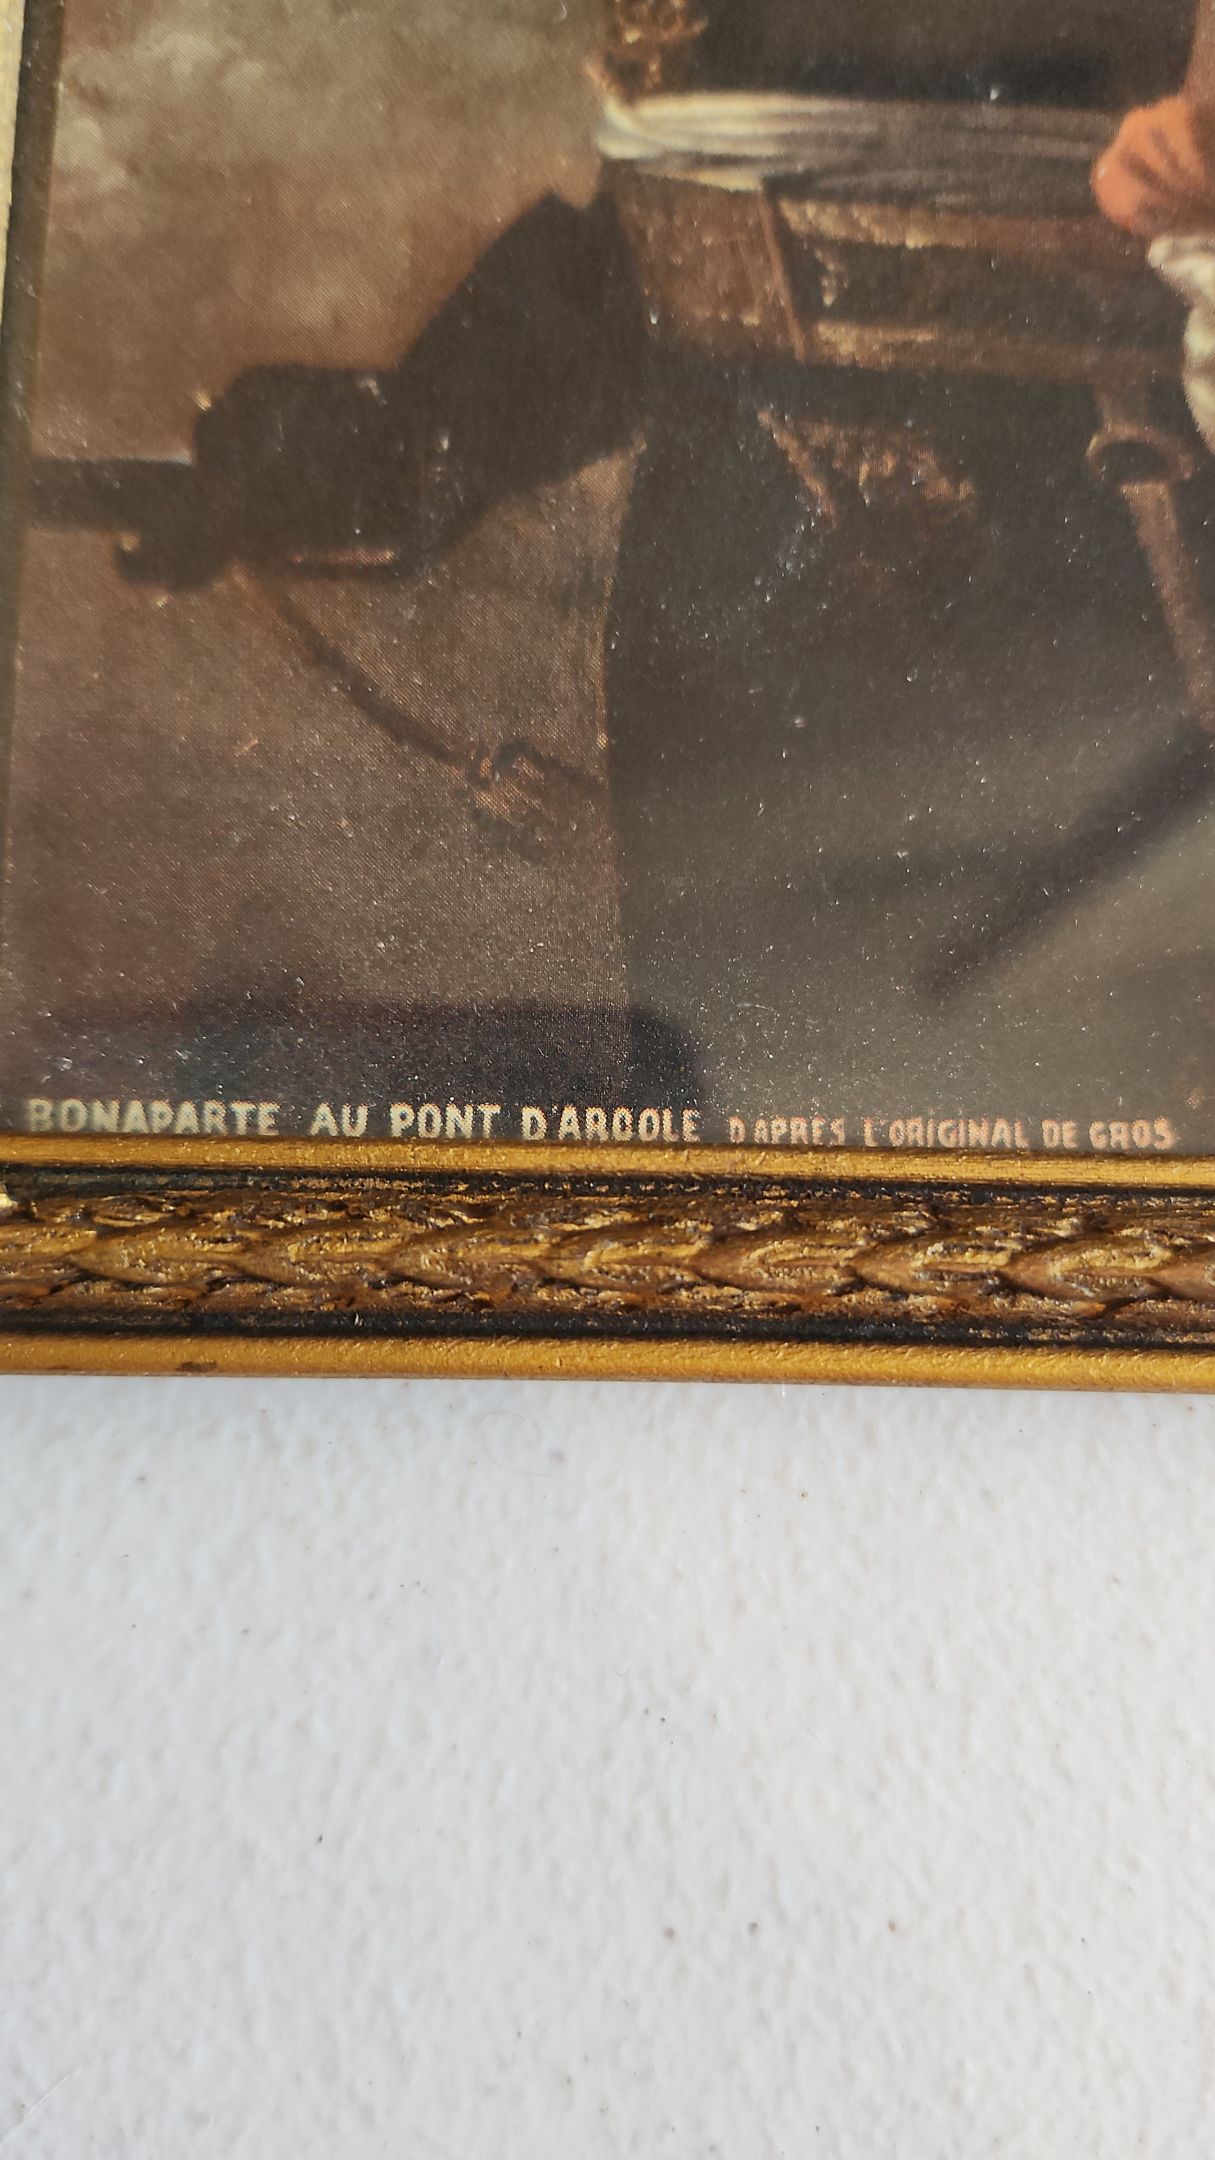 BONAPARTE AU PONT D'ARCOLE D'APRES L'ORIGINAL DE GROS